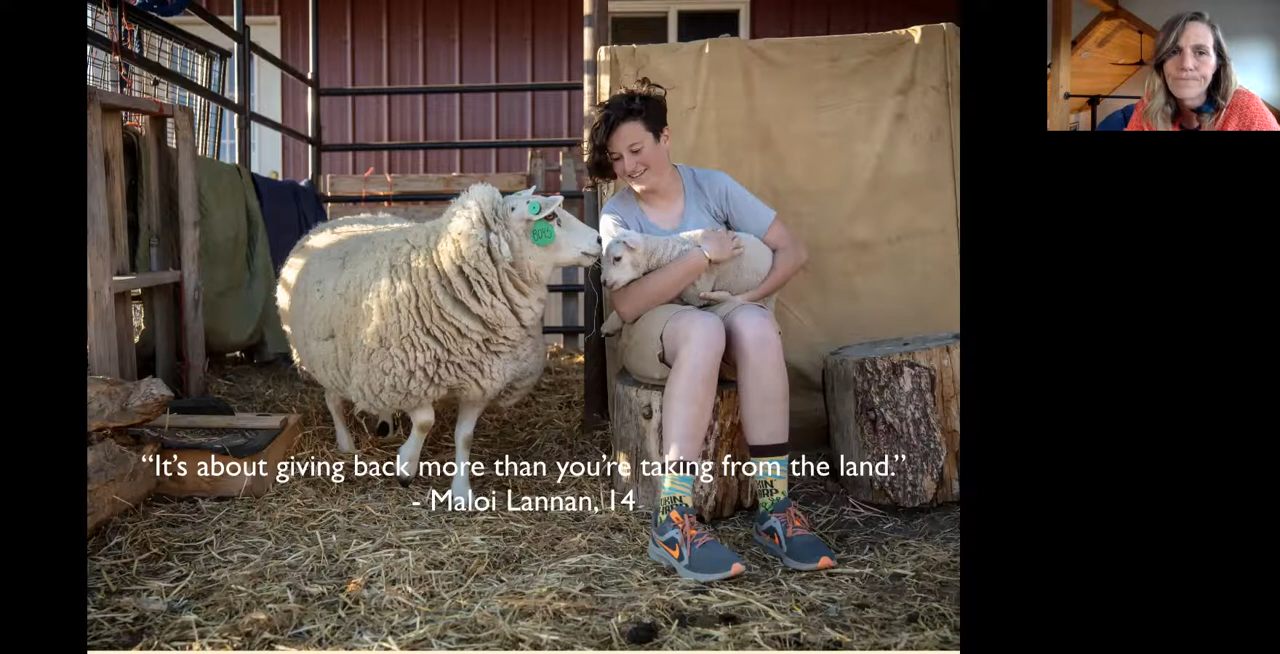 “It’s about giving back more than you’re taking from the land.”
- Maloi Lannan, 14